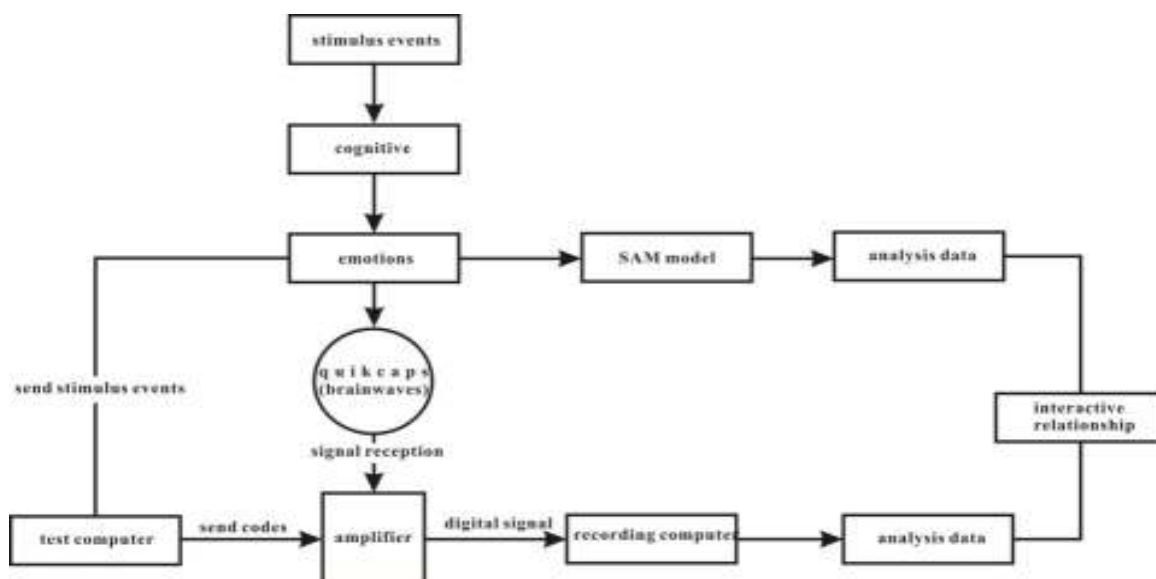 stimulus events
cognitive
emotions
SAM model
analysis data
quikcaps
(brainwaves)
send stimulus events
interactive
relationship
signal reception
test computer
send codes
amplifier
digital signal
recording computer
analysis data